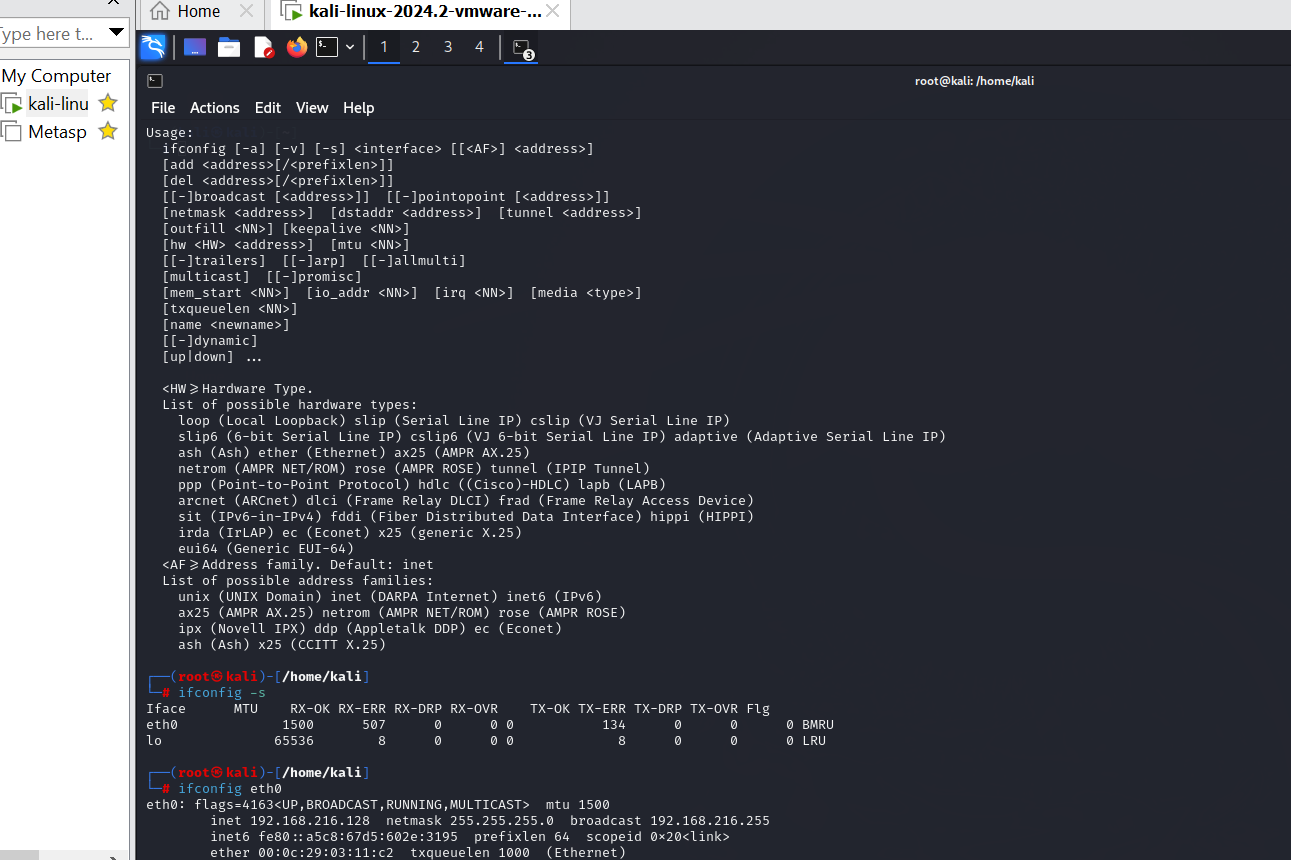 Home
kali-linux-2024.2-vmware-...
ype here t...
My Computer
kali-linu
Metasp
1 2 3 4
3
root@kali: /home/kali
File Actions Edit View Help
Usage:
ifconfig [-a] [-v] [-s] <interface> [[<AF>] <address>]
[add <address>[/<prefixlen>]]
[del <address>[/<prefixlen>]]
[[-]broadcast [<address>]] [[-]pointopoint [<address>]]
[netmask <address>] [dstaddr <address>] [tunnel <address>]
[outfill <NN>] [keepalive <NN>]
[hw <HW> <address>] [mtu <NN>]
[[-]trailers] [[-]arp] [[-]allmulti]
[multicast] [[-]promisc]
[mem_start <NN>] [io_addr <NN>] [irq <NN>] [media <type>]
[txqueuelen <NN>]
[name <newname>]
[[-]dynamic]
[up|down] ...
<HW>=Hardware Type.
List of possible hardware types:
loop (Local Loopback) slip (Serial Line IP) cslip (VJ Serial Line IP)
slip6 (6-bit Serial Line IP) cslip6 (VJ 6-bit Serial Line IP) adaptive (Adaptive Serial Line IP)
ash (Ash) ether (Ethernet) ax25 (AMPR AX.25)
netrom (AMPR NET/ROM) rose (AMPR ROSE) tunnel (IPIP Tunnel)
ppp (Point-to-Point Protocol) hdlc ((Cisco)-HDLC) lapb (LAPB)
arcnet (ARCnet) dlci (Frame Relay DLCI) frad (Frame Relay Access Device)
sit (IPv6-in-IPv4) fddi (Fiber Distributed Data Interface) hippi (HIPPI)
irda (IrLAP) ec (Econet) x25 (generic X.25)
eui64 (Generic EUI-64)
<AF>=Address family. Default: inet
List of possible address families:
unix (UNIX Domain) inet (DARPA Internet) inet6 (IPv6)
ax25 (AMPR AX.25) netrom (AMPR NET/ROM) rose (AMPR ROSE)
ipx (Novell IPX) ddp (Appletalk DDP) ec (Econet)
ash (Ash) x25 (CCITT X.25)
┌──(root㉿kali)-[/home/kali]
└─# ifconfig -s
Iface MTU RX-OK RX-ERR RX-DRP RX-OVR TX-OK TX-ERR TX-DRP TX-OVR Flg
eth0 1500 507 0 0 0 134 0 0 0 BMRU
lo 65536 8 0 0 0 8 0 0 0 LRU
┌──(root㉿kali)-[/home/kali]
└─# ifconfig eth0
eth0: flags=4163<UP,BROADCAST,RUNNING,MULTICAST> mtu 1500
inet 192.168.216.128 netmask 255.255.255.0 broadcast 192.168.216.255
inet6 fe80::a5c8:67d5:602e:3195 prefixlen 64 scopeid 0×20<link>
ether 00:0c:29:03:11:c2 txqueuelen 1000 (Ethernet)